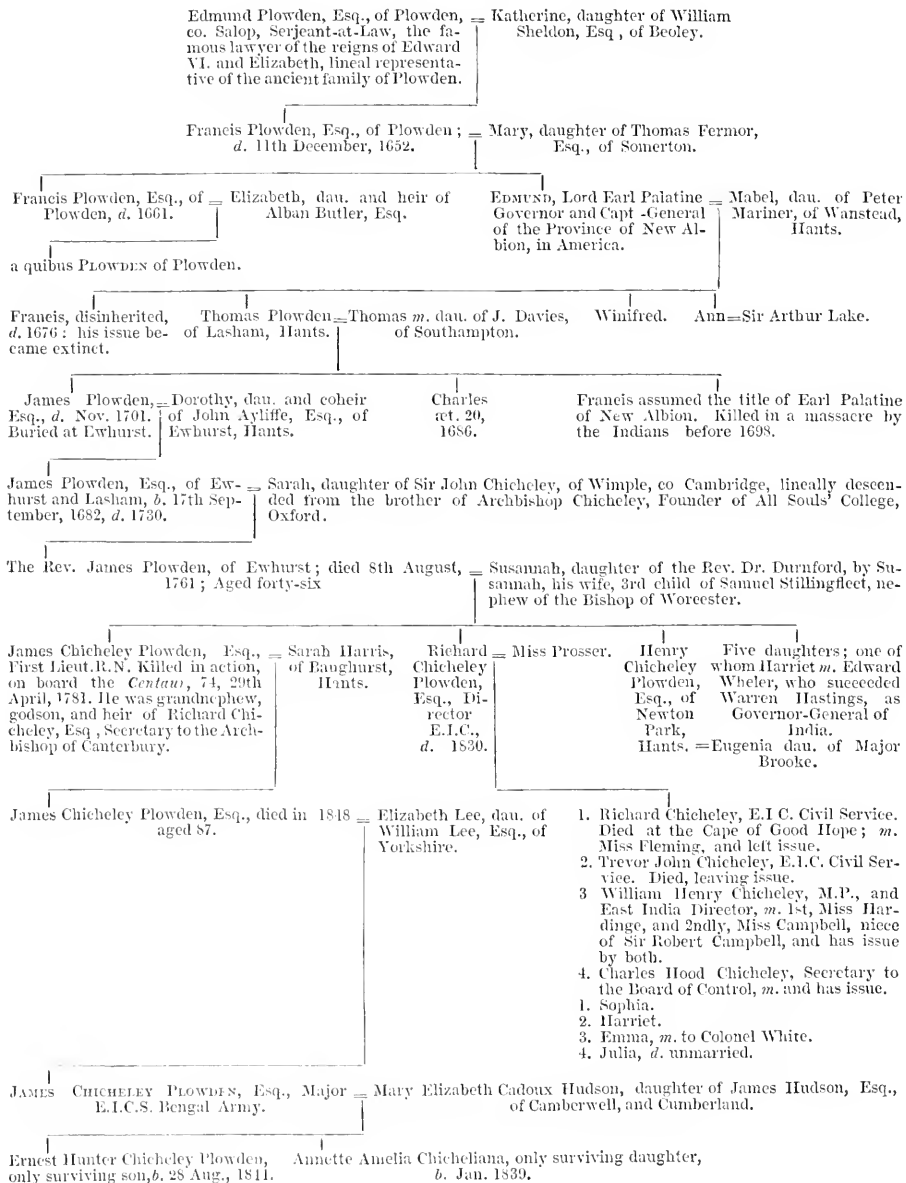 Edmund Plowden, Esq., of Plowden,
co. Salop, Serjeant-at-Law, the fa-
mous lawyer of the reigns of Edward
VI. and Elizabeth, lineal representa-
tive of the ancient family of Plowden.
= Katherine, daughter of William
Sheldon, Esq , of Beoley.
Francis Plowden, Esq., of Plowden ;
d. 11th December, 1652.
= Mary, daughter of Thomas Fermor,
Esq., of Somerton.
Francis Plowden, Esq., of
Plowden, d. 1661.
= Elizabeth, dau. and heir of
Alban Butler, Esq.
EDMUND, Lord Earl Palatine
Governor and Capt -General
of the Province of New Al-
bion, in America.
= Mabel, dau. of Peter
Mariner, of Wanstead,
Hants.
a quibus PLOWDEN of Plowden.
Francis, disinherited,
d. 1676 : his issue be-
came extinct.
Thomas Plowden
of Lasham, Hants.
=Thomas m. dau. of J. Davies,
of Southampton.
Winifred.
Ann=Sir Arthur Lake.
James Plowden,
Esq., d. Nov. 1701.
Buried at Ewhurst.
=Dorothy, dau. and coheir
of John Ayliffe, Esq., of
Ewhurst, Hants.
Charles
æt. 20,
1686.
Francis assumed the title of Earl Palatine
of New Albion. Killed in a massacre by
the Indians before 1698.
James Plowden, Esq., of Ew-
hurst and Lasham, b. 17th Sep-
tember, 1682, d. 1730.
= Sarah, daughter of Sir John Chicheley, of Wimple, co Cambridge, lineally descen-
ded from the brother of Archbishop Chicheley, Founder of All Souls' College,
Oxford.
The Rev. James Plowden, of Ewhurst ; died 8th August,
1761 ; Aged forty-six
= Susannah, daughter of the Rev. Dr. Durnford, by Su-
sannah, his wife, 3rd child of Samuel Stillingfleet, ne-
phew of the Bishop of Worcester.
James Chicheley Plowden, Esq.,
First Lieut.R.N. Killed in action,
on board the Centaur, 74, 29th
April, 1781. He was grandnephew,
godson, and heir of Richard Chi-
cheley, Esq , Secretary to the Arch-
bishop of Canterbury.
= Sarah Harris,
of Baughurst,
Hants.
Richard
Chicheley
Plowden,
Esq., Di-
rector
E.I.C.,
d. 1830.
= Miss Prosser.
Henry
Chicheley
Plowden,
Esq., of
Newton
Park,
Hants. =Eugenia dau. of Major
Brooke.
Five daughters ; one of
whom Harriet m. Edward
Wheler, who succeeded
Warren Hastings, as
Governor-General of
India.
James Chicheley Plowden, Esq., died in 1848
aged 87.
= Elizabeth Lee, dau. of
William Lee, Esq., of
Yorkshire.
1. Richard Chicheley, E.I C. Civil Service.
Died at the Cape of Good Hope ; m.
Miss Fleming, and left issue.
2. Trevor John Chicheley, E.I.C. Civil Ser-
vice. Died, leaving issue.
3 William Henry Chicheley, M.P., and
East India Director, m. 1st, Miss Har-
dinge, and 2ndly, Miss Campbell, niece
of Sir Robert Campbell, and has issue
by both.
4. Charles Hood Chicheley, Secretary to
the Board of Control, m. and has issue.
1. Sophia.
2. Harriet.
3. Emma, m. to Colonel White.
4. Julia, d. unmarried.
JAMES CHICHELEY PLOWDEN, Esq., Major
E.I.C.S. Bengal Army.
= Mary Elizabeth Cadoux Hudson, daughter of James Hudson, Esq.,
of Camberwell, and Cumberland.
Ernest Hunter Chicheley Plowden,
only surviving son, b. 28 Aug.,
Annette Amelia Chicheliana, only surviving daughter,
b. Jan. 1839.